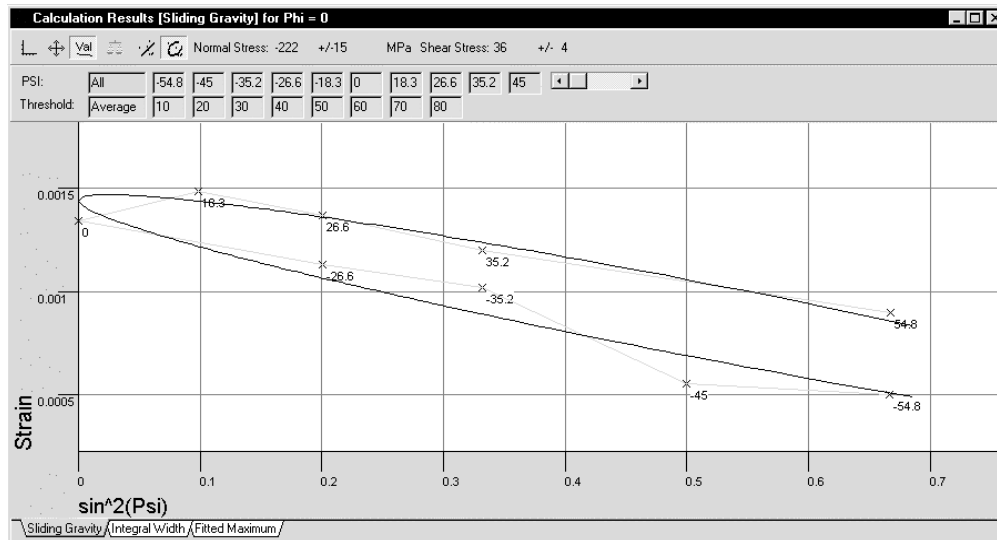 Calculation Results [Sliding Gravity] for Phi = 0
Val Normal Stress: -222 +/-15 MPa Shear Stress: 36 +/- 4
PSI: All -54.8 -45 -35.2 -26.6 -18.3 0 18.3 26.6 35.2 45
Threshold: Average 10 20 30 40 50 60 70 80
0.0015
18.3
26.6
0
35.2
-26.6
0.001
-35.2
54.8
0.0005
-45
-54.8
Strain
0 0.1 0.2 0.3 0.4 0.5 0.6 0.7
sin^2(Psi)
Sliding Gravity Integral Width Fitted Maximum